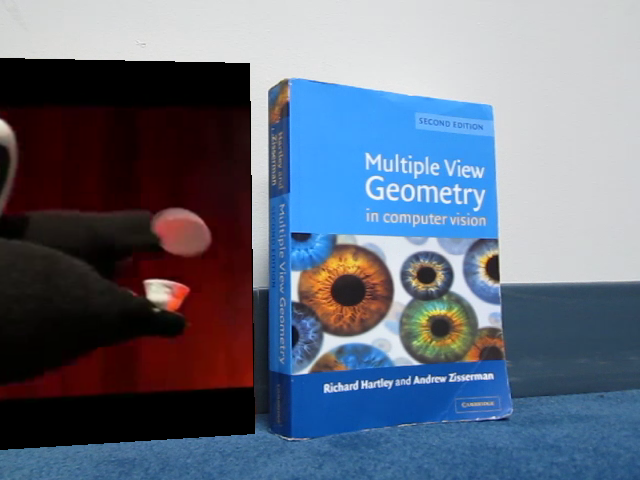 SECOND EDITION
Multiple View
Geometry
in computer vision
Richard Hartley and Andrew Zisserman
CAMBRIDGE
Hartley and
Zisserman
Multiple View Geometry